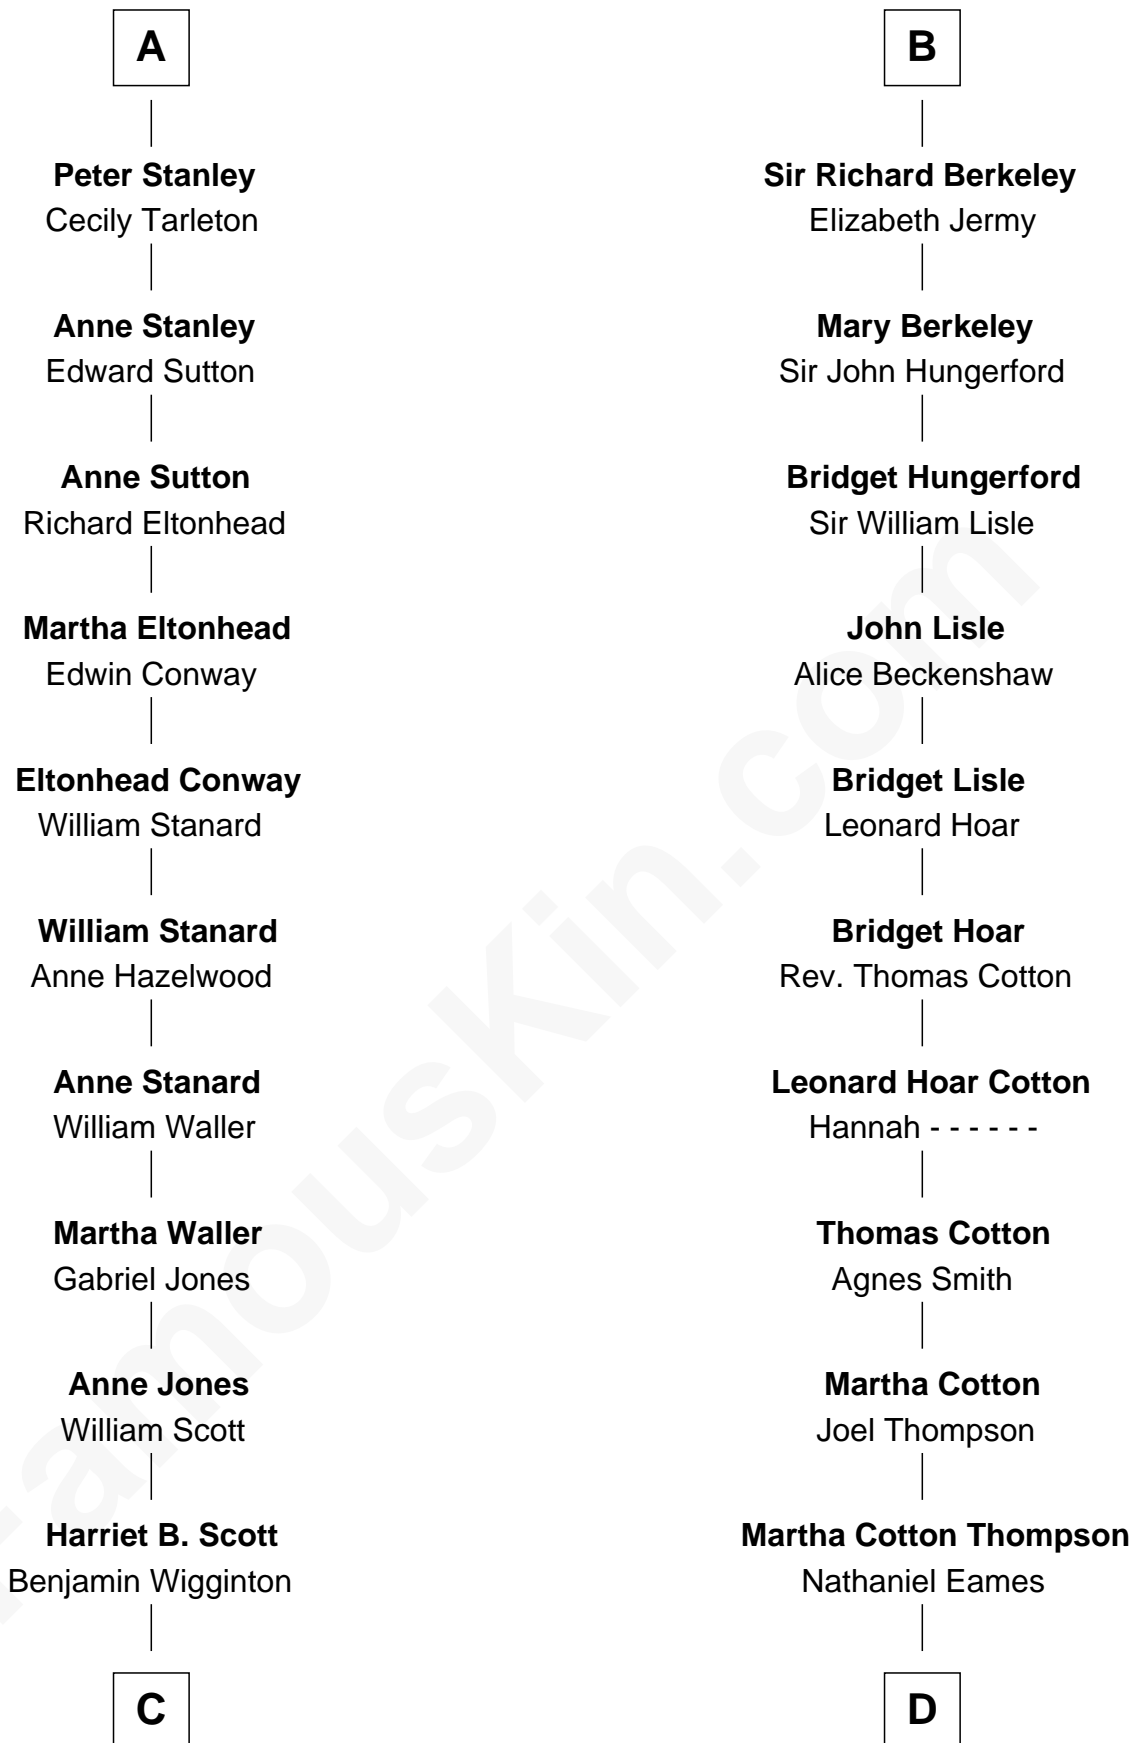 A
Peter Stanley
Cecily Tarleton
Anne Stanley
Edward Sutton
Anne Sutton
Richard Eltonhead
Martha Eltonhead
Edwin Conway
Eltonhead Conway
William Stanard
William Stanard
Anne Hazelwood
Anne Stanard
William Waller
Martha Waller
Gabriel Jones
Anne Jones
William Scott
Harriet B. Scott
Benjamin Wigginton
C
B
Sir Richard Berkeley
Elizabeth Jermy
Mary Berkeley
Sir John Hungerford
Bridget Hungerford
Sir William Lisle
John Lisle
Alice Beckenshaw
Bridget Lisle
Leonard Hoar
Bridget Hoar
Rev. Thomas Cotton
Leonard Hoar Cotton
Hannah - - - - - -
Thomas Cotton
Agnes Smith
Martha Cotton
Joel Thompson
Martha Cotton Thompson
Nathaniel Eames
D
FamousKin.com